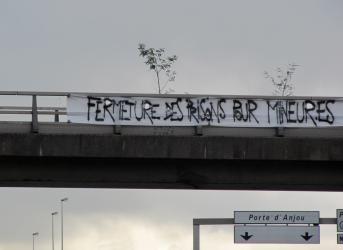 FERMETURE DES PRISONS POUR MINEURES
Porte d'Anjou